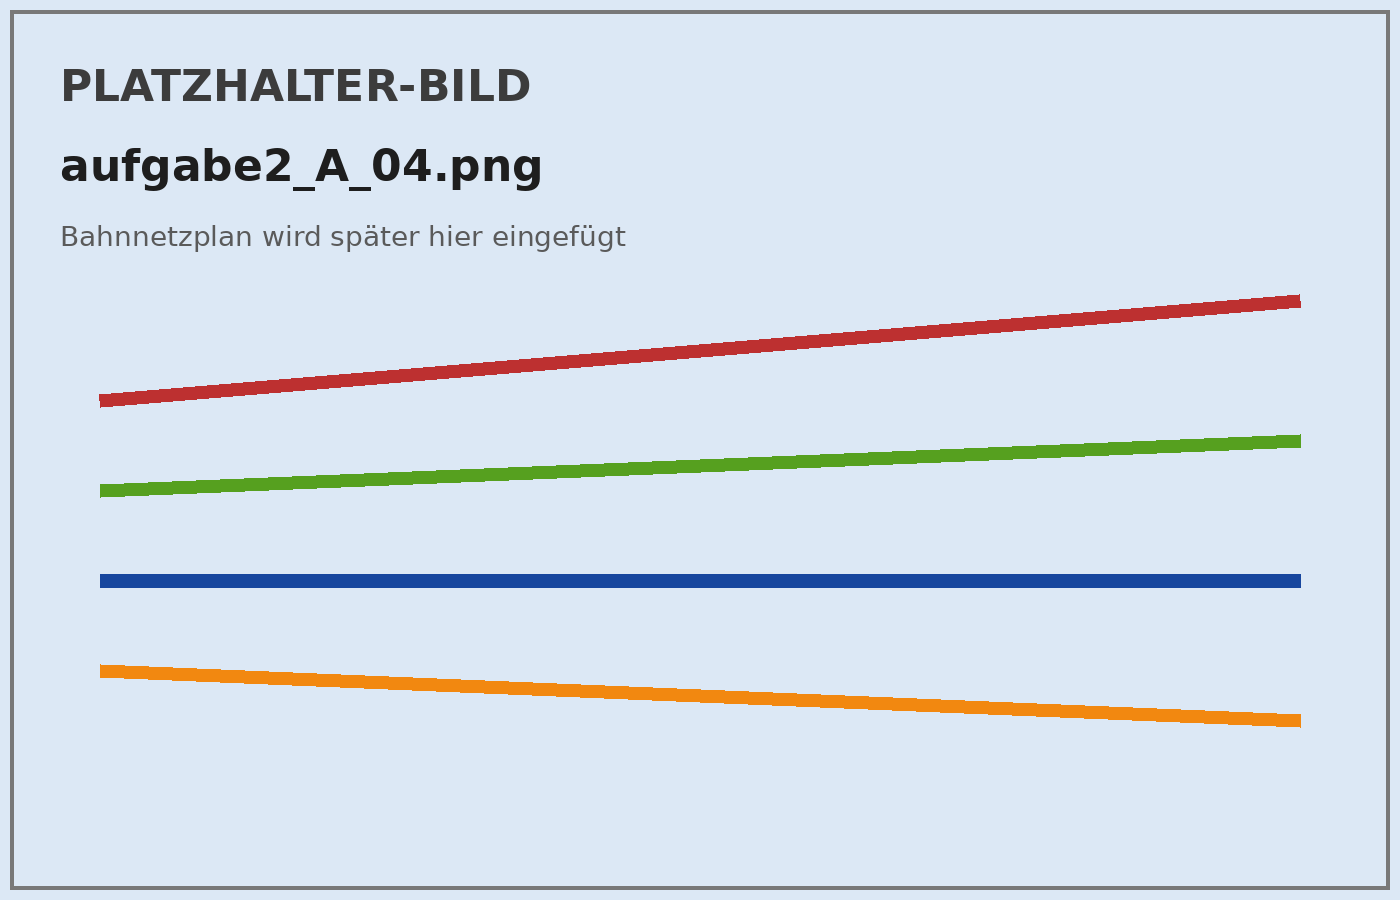 PLATZHALTER-BILD
aufgabe2_A_04.png
Bahnnetzplan wird später hier eingefügt